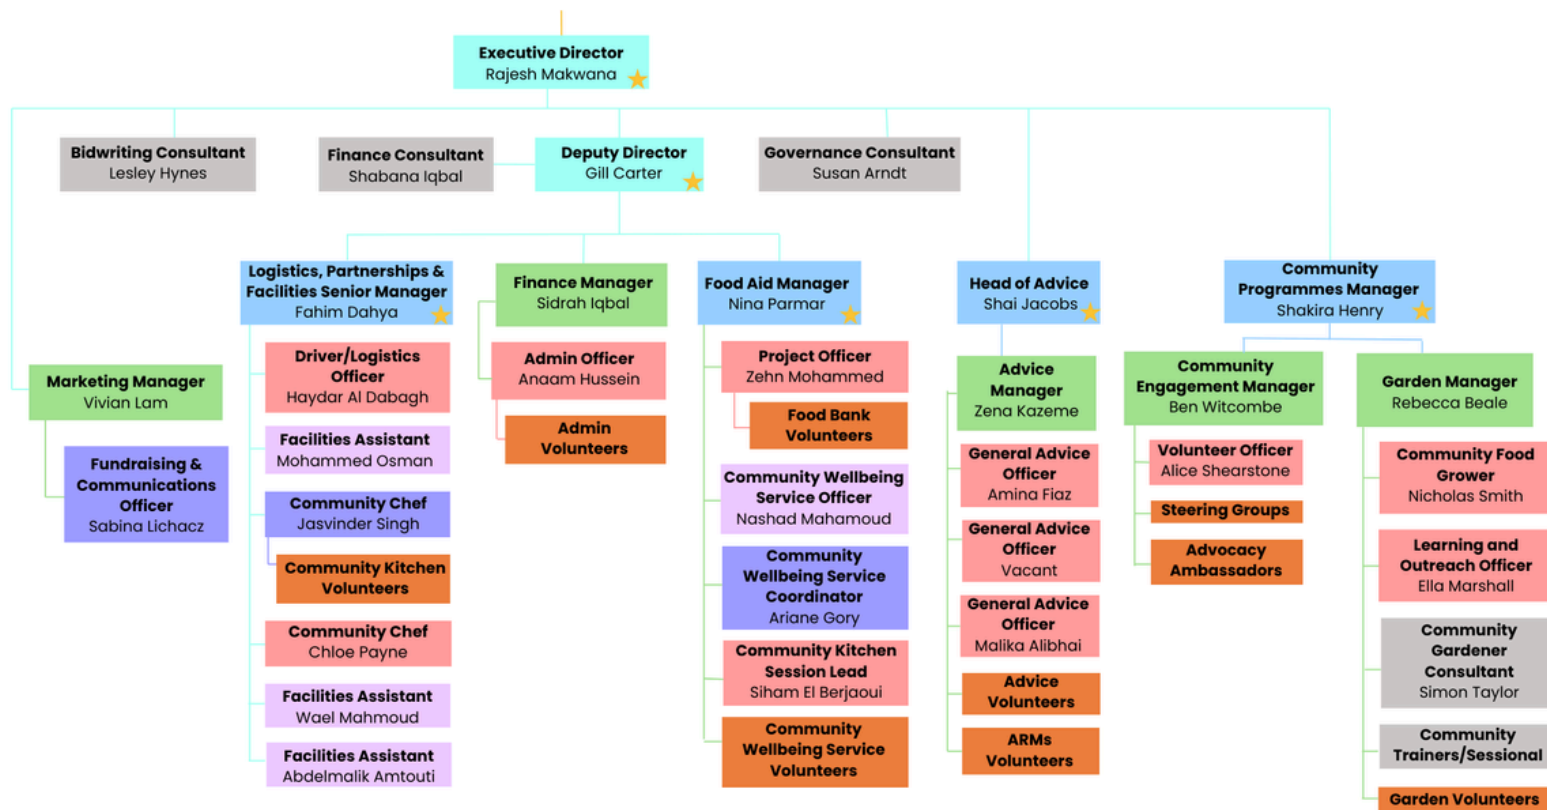 Executive Director
Rajesh Makwana
Bidwriting Consultant
Lesley Hynes
Finance Consultant
Shabana Iqbal
Deputy Director
Gill Carter
Governance Consultant
Susan Arndt
Logistics, Partnerships &
Facilities Senior Manager
Fahim Dahya
Finance Manager
Sidrah Iqbal
Food Aid Manager
Nina Parmar
Head of Advice
Shai Jacobs
Community
Programmes Manager
Shakira Henry
Marketing Manager
Vivian Lam
Fundraising &
Communications
Officer
Sabina Lichacz
Driver/Logistics
Officer
Haydar Al Dabagh
Facilities Assistant
Mohammed Osman
Community Chef
Jasvinder Singh
Community Kitchen
Volunteers
Community Chef
Chloe Payne
Facilities Assistant
Wael Mahmoud
Facilities Assistant
Abdelmalik Amtouti
Admin Officer
Anaam Hussein
Admin
Volunteers
Project Officer
Zehn Mohammed
Food Bank
Volunteers
Community Wellbeing
Service Officer
Nashad Mahamoud
Community
Wellbeing Service
Coordinator
Ariane Gory
Community Kitchen
Session Lead
Siham El Berjaoui
Community
Wellbeing Service
Volunteers
Advice
Manager
Zena Kazeme
General Advice
Officer
Amina Fiaz
General Advice
Officer
Vacant
General Advice
Officer
Malika Alibhai
Advice
Volunteers
ARMs
Volunteers
Community
Engagement Manager
Ben Witcombe
Volunteer Officer
Alice Shearstone
Steering Groups
Advocacy
Ambassadors
Garden Manager
Rebecca Beale
Community Food
Grower
Nicholas Smith
Learning and
Outreach Officer
Ella Marshall
Community
Gardener
Consultant
Simon Taylor
Community
Trainers/Sessional
Garden Volunteers